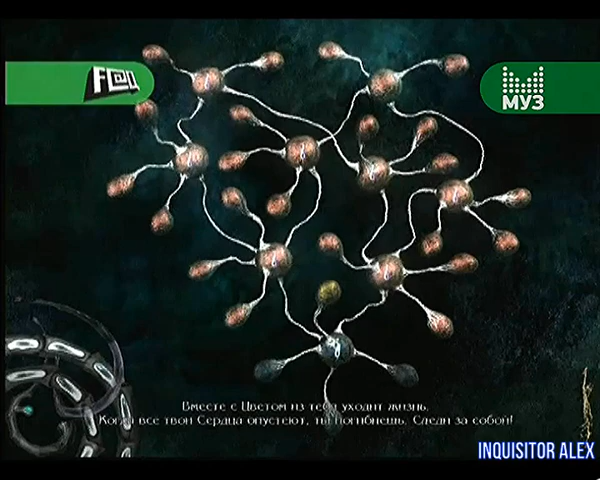 F@Ц
МУЗ
Вместе с Цветом из тебя уходит жизнь.
Когда все твои Сердца опустеют, ты погибнешь. Следи за собой!
INQUISITOR ALEX